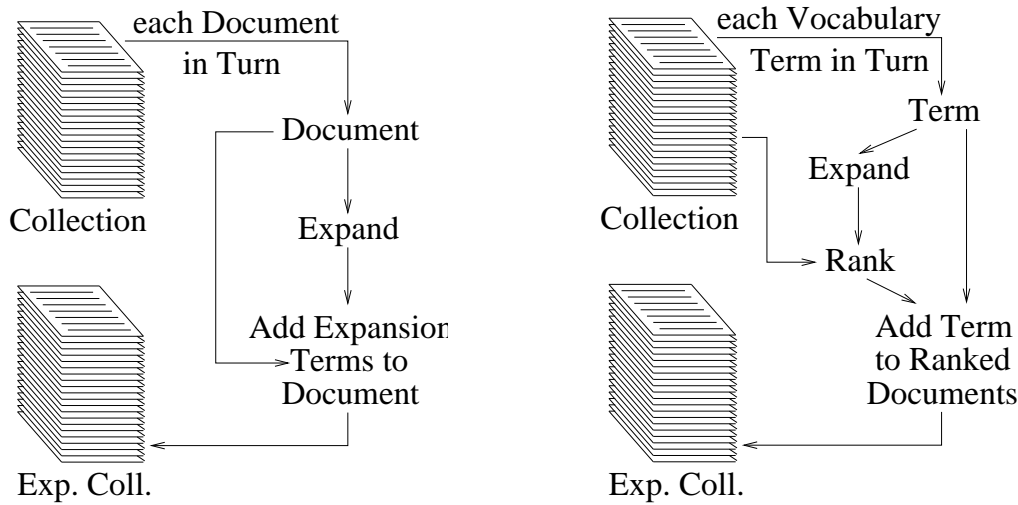 each Document
in Turn
Document
Collection
Expand
Add Expansion
Terms to
Document
Exp. Coll.
each Vocabulary
Term in Turn
Term
Expand
Collection
Rank
Add Term
to Ranked
Documents
Exp. Coll.